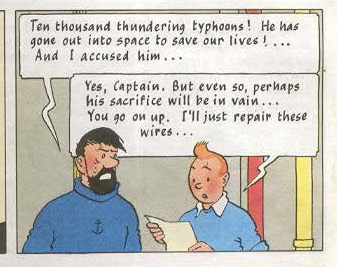 Ten thousand thundering typhoons! He has
gone out into space to save our lives! ...
And I accused him...
Yes, Captain. But even so, perhaps
his sacrifice will be in vain...
You go on up. I'll just repair these
wires...